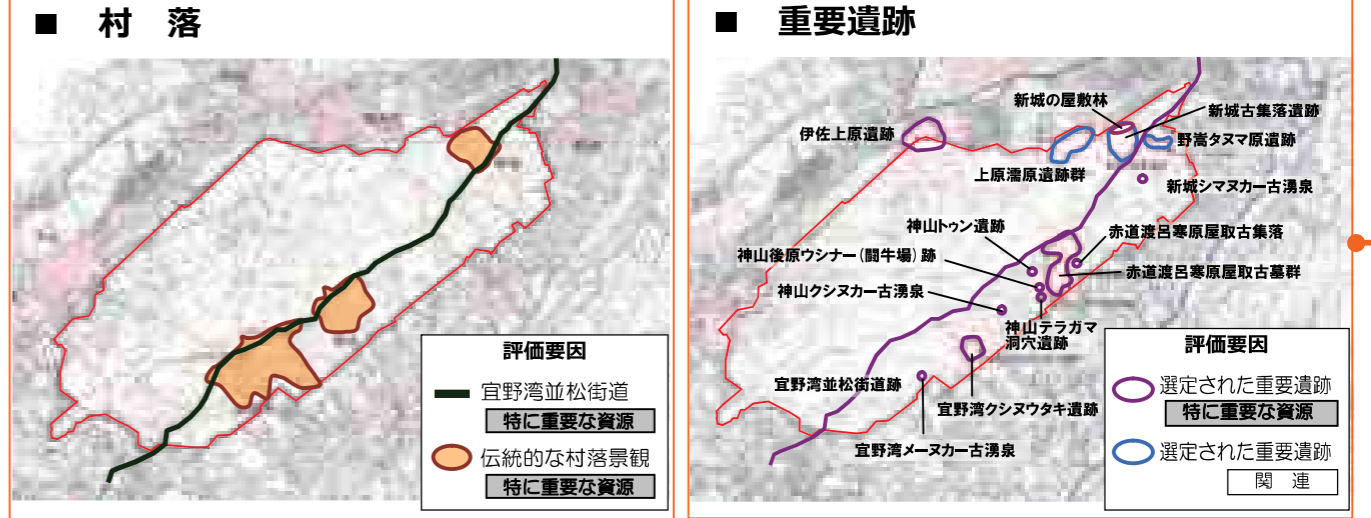 ■ 村 落
評価要因
宜野湾並松街道
特に重要な資源
伝統的な村落景観
特に重要な資源
■ 重要遺跡
新城の屋敷林
新城古集落遺跡
伊佐上原遺跡
野嵩タヌマ原遺跡
上原濡原遺跡群
新城シマヌカー古湧泉
神山トゥン遺跡
赤道渡呂寒原屋取古集落
神山後原ウシナー(闘牛場)跡
赤道渡呂寒原屋取古墓群
神山クシヌカー古湧泉
神山テラガマ
洞穴遺跡
宜野湾並松街道跡
宜野湾クシヌウタキ遺跡
宜野湾メーヌカー古湧泉
評価要因
選定された重要遺跡
特に重要な資源
選定された重要遺跡
関 連